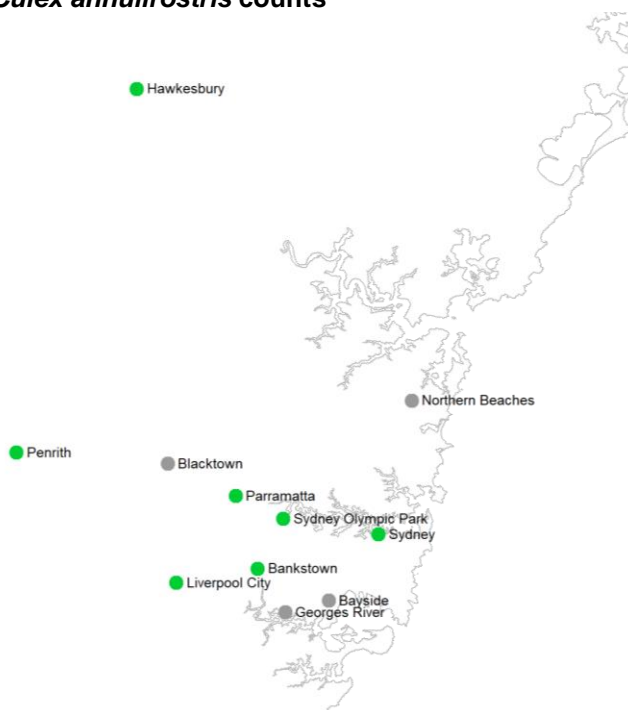 Culex annulirostris counts
Hawkesbury
Northern Beaches
Penrith
Blacktown
Parramatta
Sydney Olympic Park
Sydney
Bankstown
Liverpool City
Bayside
Georges River